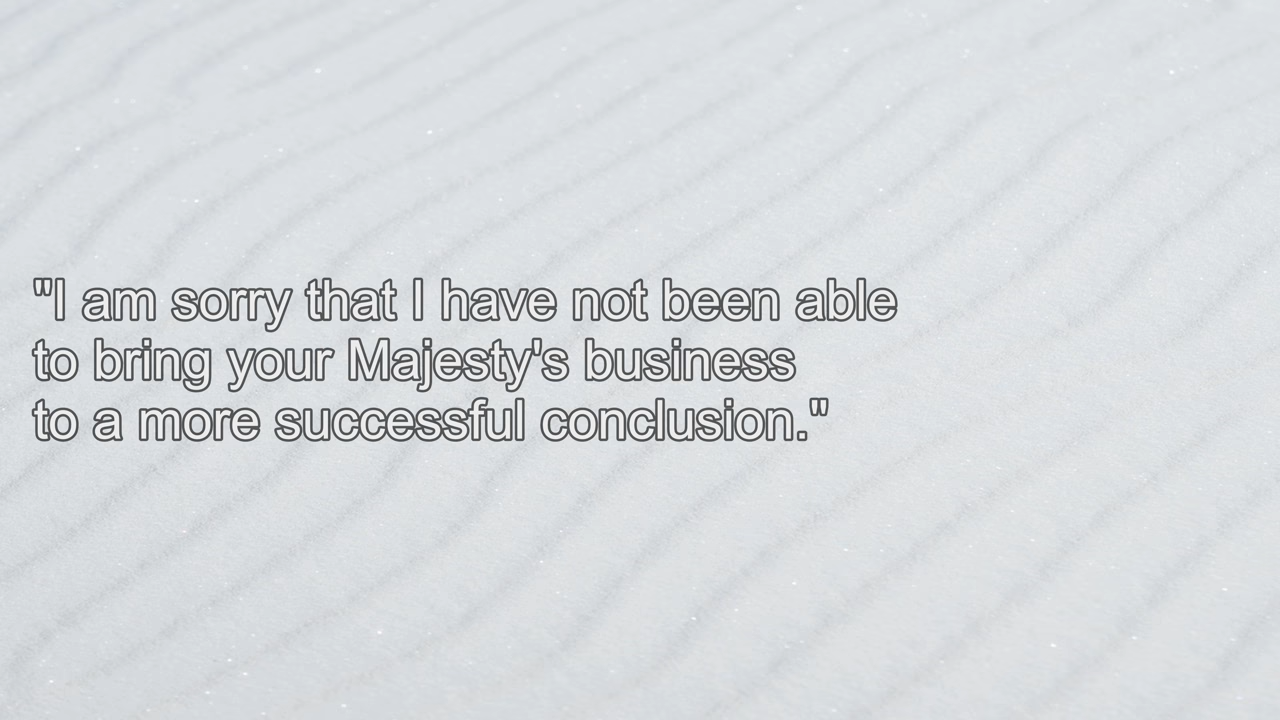 "I am sorry that I have not been able
to bring your Majesty's business
to a more successful conclusion."